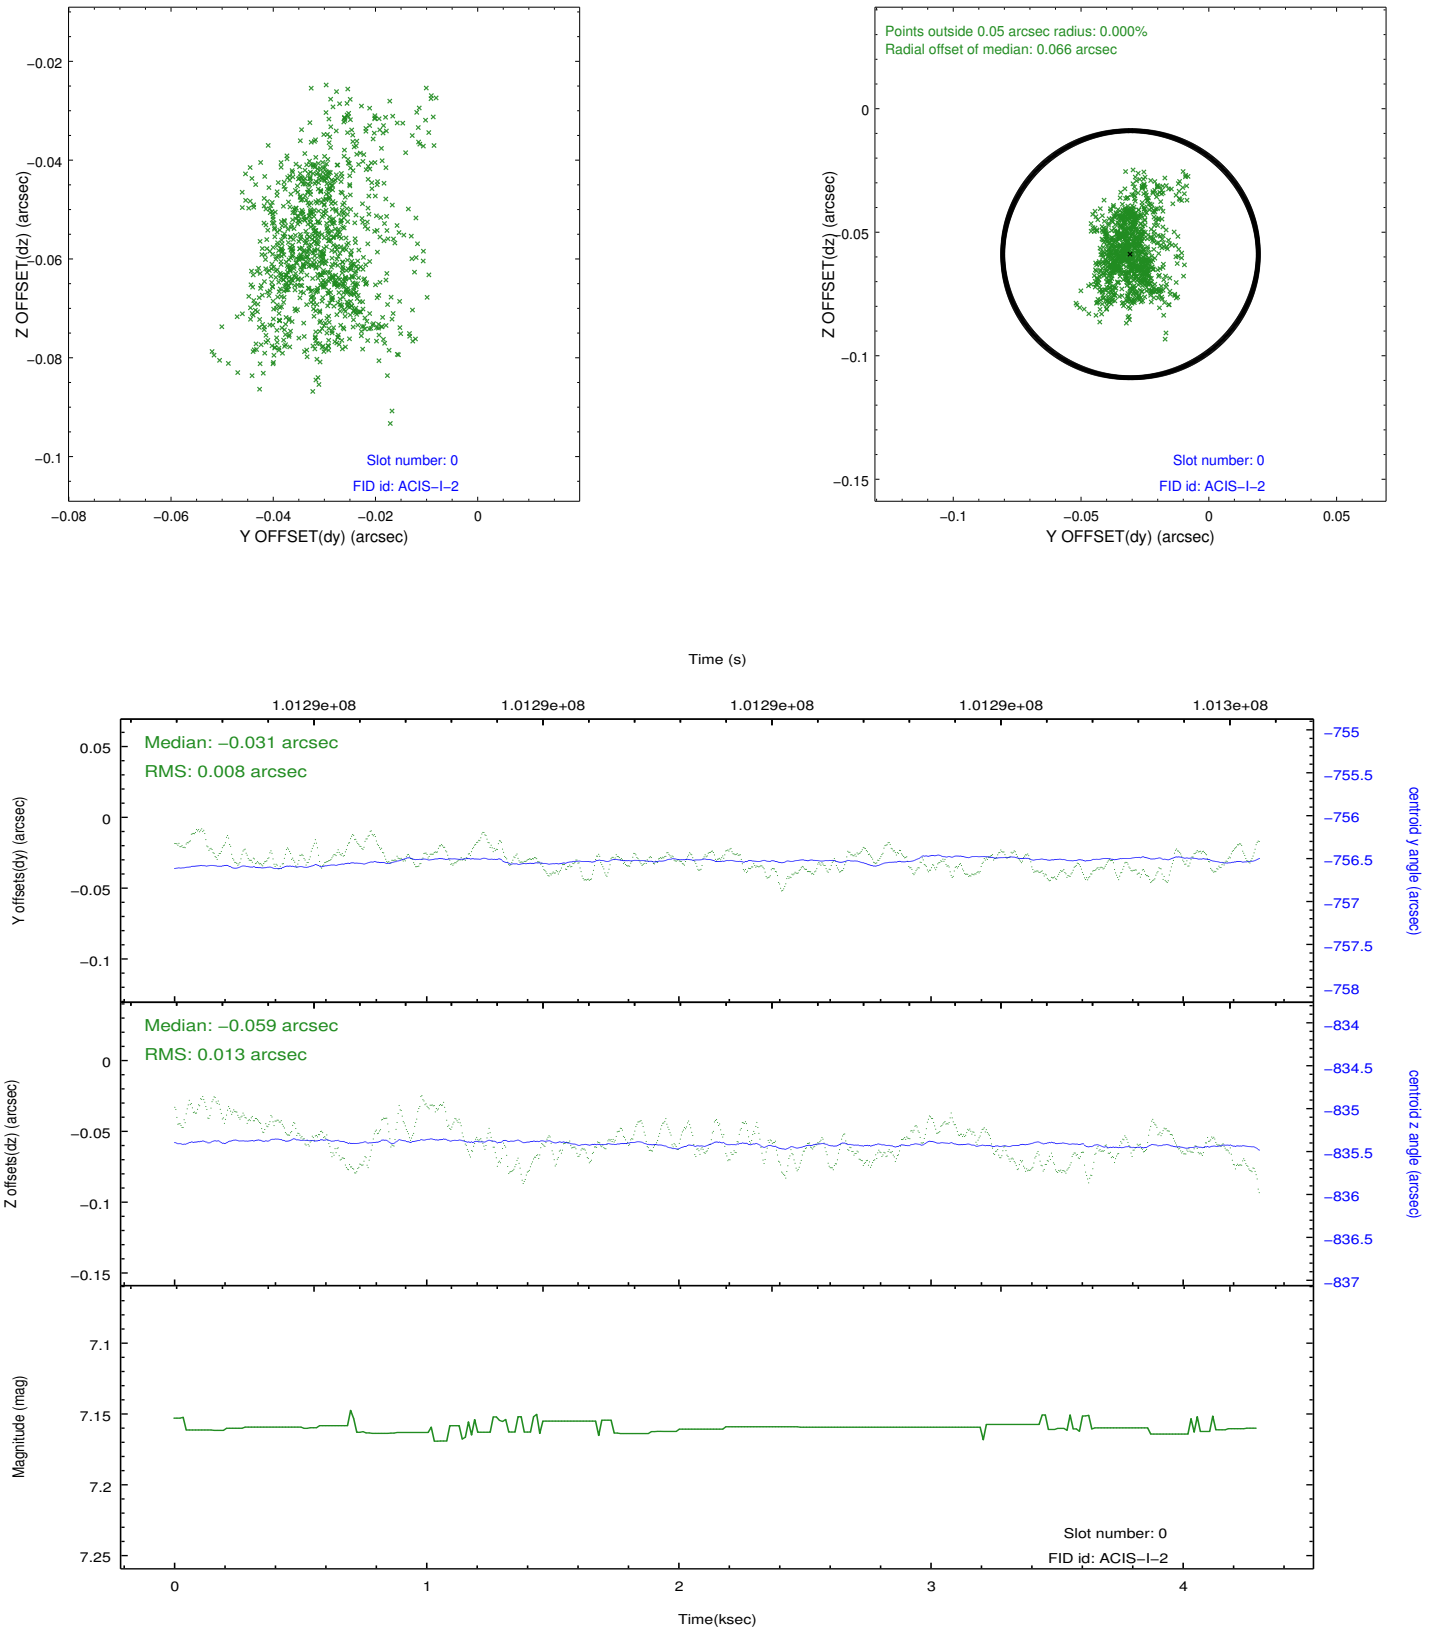 Z OFFSET(dz) (arcsec)
−0.02
−0.04
−0.06
−0.08
−0.1
Slot number: 0
FID id: ACIS−I−2
−0.08 −0.06 −0.04 −0.02 0
Y OFFSET(dy) (arcsec)
Points outside 0.05 arcsec radius: 0.000%
Radial offset of median: 0.066 arcsec
Z OFFSET(dz) (arcsec)
0
−0.05
−0.1
−0.15
Slot number: 0
FID id: ACIS−I−2
−0.1 −0.05 0 0.05
Y OFFSET(dy) (arcsec)
Time (s)
1.0129e+08 1.0129e+08 1.0129e+08 1.0129e+08 1.013e+08
Median: −0.031 arcsec
RMS: 0.008 arcsec
Y offsets(dy) (arcsec)
0.05
0
−0.05
−0.1
−755
−755.5
−756
−756.5
−757
−757.5
−758
centroid y angle (arcsec)
Median: −0.059 arcsec
RMS: 0.013 arcsec
Z offsets(dz) (arcsec)
0
−0.05
−0.1
−0.15
−834
−834.5
−835
−835.5
−836
−836.5
−837
centroid z angle (arcsec)
Magnitude (mag)
7.1
7.15
7.2
7.25
Slot number: 0
FID id: ACIS−I−2
0 1 2 3 4
Time(ksec)